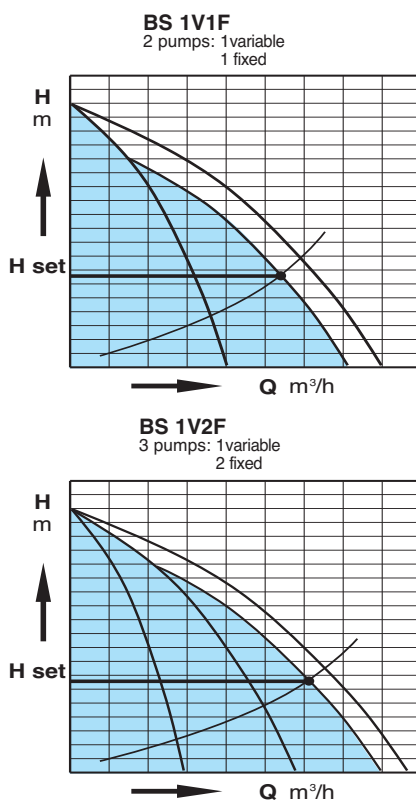 BS 1V1F
2 pumps: 1variable
1 fixed
H
m
H set
Q m³/h
BS 1V2F
3 pumps: 1variable
2 fixed
H
m
H set
Q m³/h